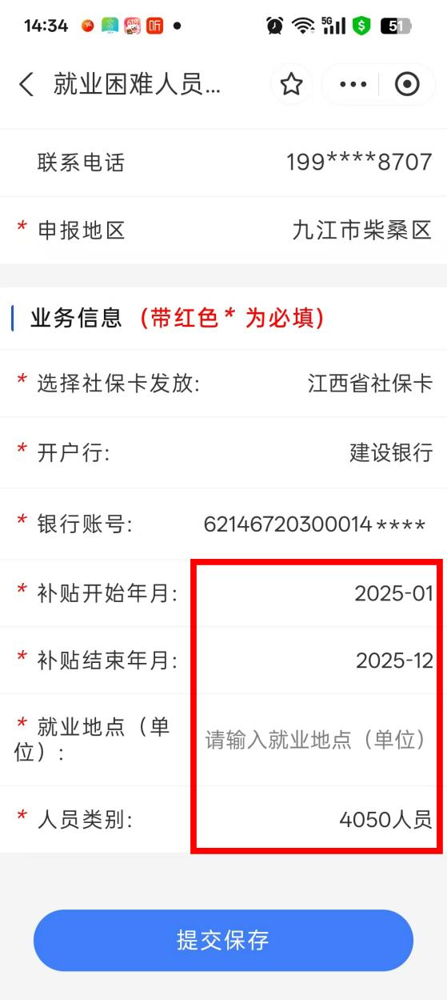 14:34
听
5G
51
就业困难人员...
联系电话
199****8707
* 申报地区
九江市柴桑区
业务信息 (带红色* 为必填)
* 选择社保卡发放:
江西省社保卡
* 开户行:
建设银行
* 银行账号:
62146720300014****
* 补贴开始年月:
2025-01
* 补贴结束年月:
2025-12
* 就业地点（单
位）:
请输入就业地点（单位）
* 人员类别:
4050人员
提交保存